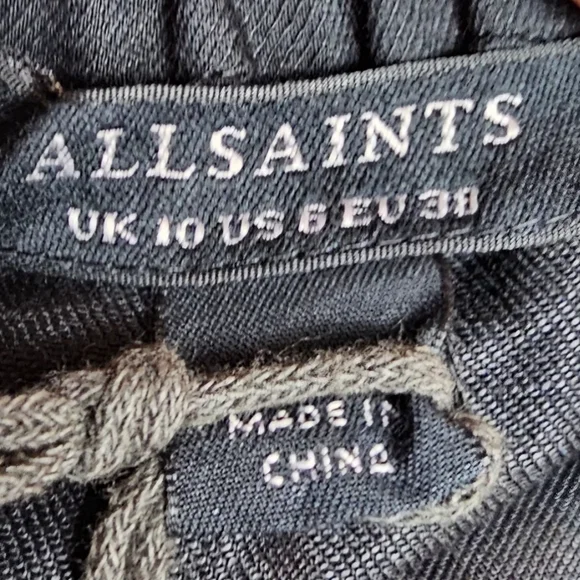 ALLSAINTS
UK 10 US 6 EU 38
MADE IN
CHINA